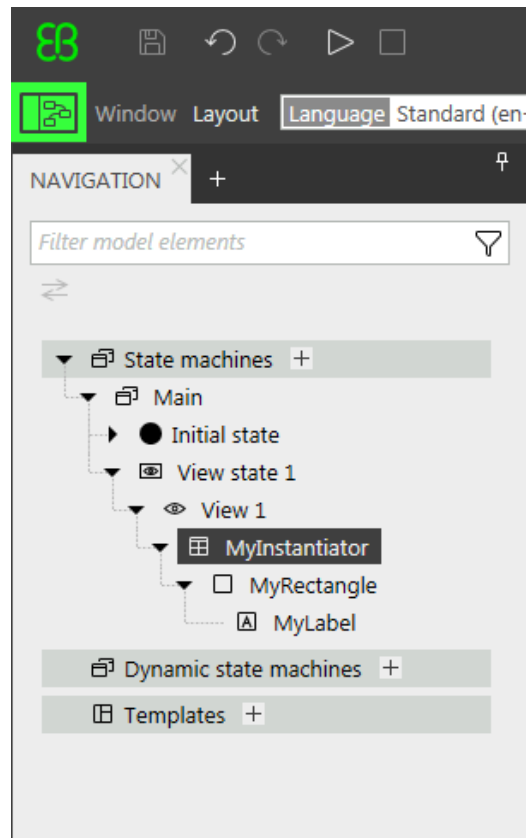 EB
Window Layout Language Standard (en-
NAVIGATION +
Filter model elements
State machines +
Main
Initial state
View state 1
View 1
MyInstantiator
MyRectangle
A MyLabel
Dynamic state machines +
Templates +